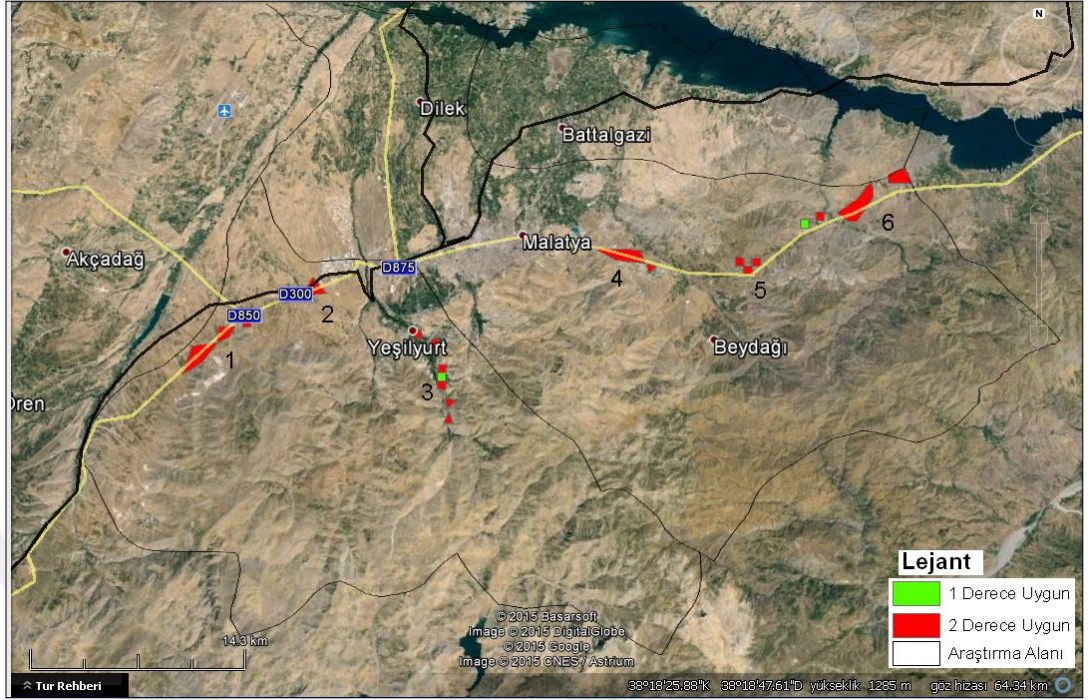 N
Dilek
Battalgazi
Akçadağ
Malatya
D875
D300
D850
Yeşilyurt
Beydağı
1
2
3
4
5
6
Lejant
1 Derece Uygun
2 Derece Uygun
Araştırma Alanı
14.3 km
© 2015 Basarsoft
Image © 2015 DigitalGlobe
© 2015 Google
Image © 2015 CNES / Astrium
Tur Rehberi
38°18'25.88"K 38°18'47.61"D yükseklik 1285 m göz hizası 64.34 km